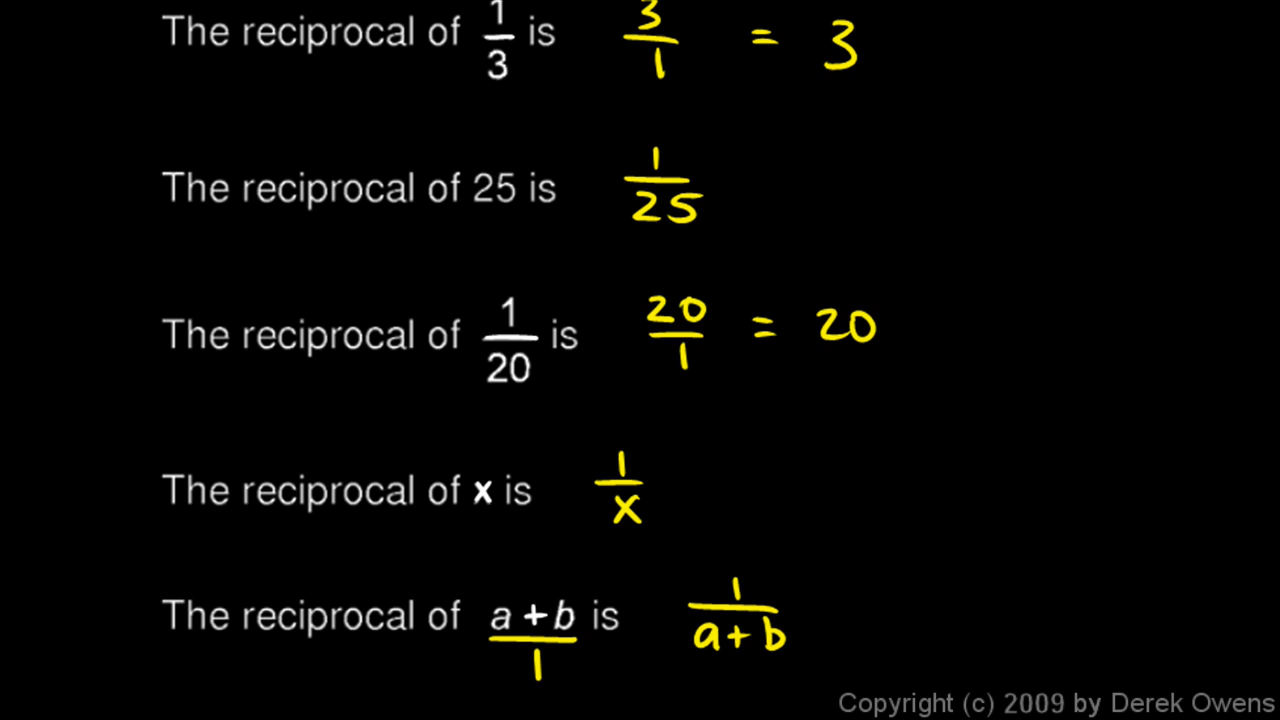 The reciprocal of 1/3 is 3/1 = 3
The reciprocal of 25 is 1/25
The reciprocal of 1/20 is 20/1 = 20
The reciprocal of x is 1/x
The reciprocal of a + b/1 is 1/a + b
Copyright (c) 2009 by Derek Owens